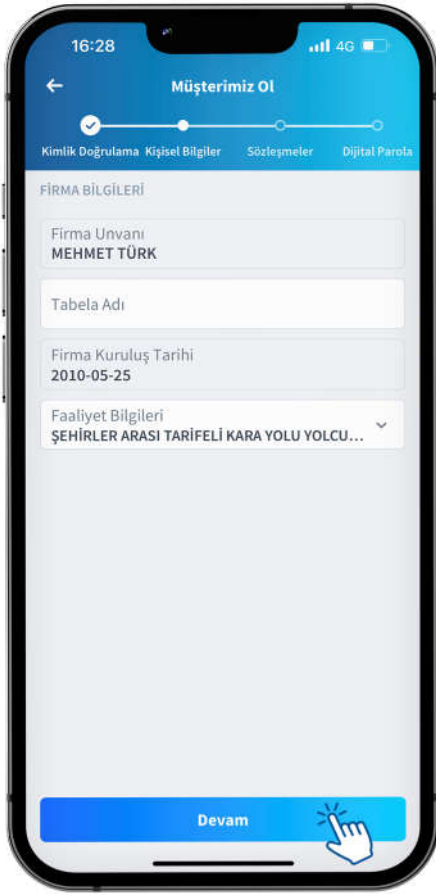 16:28
4G
Müşterimiz Ol
Kimlik Doğrulama Kişisel Bilgiler Sözleşmeler Dijital Parola
FİRMA BİLGİLERİ
Firma Unvanı
MEHMET TÜRK
Tabela Adı
Firma Kuruluş Tarihi
2010-05-25
Faaliyet Bilgileri
ŞEHİRLER ARASI TARİFELİ KARA YOLU YOLCU...
Devam